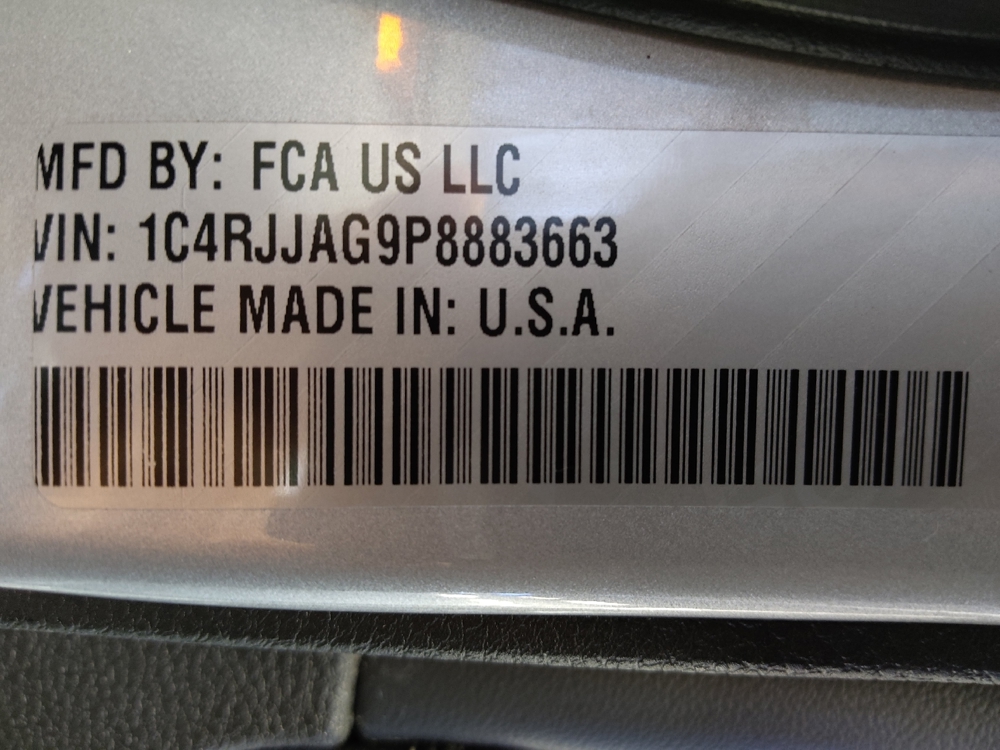 MFD BY: FCA US LLC
VIN: 1C4RJJAG9P8883663
VEHICLE MADE IN: U.S.A.